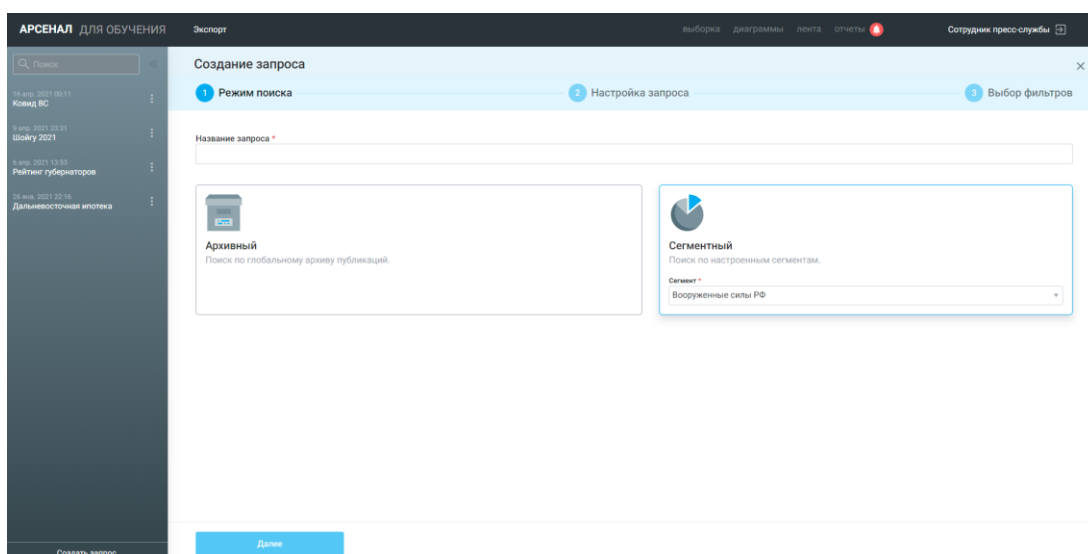 АРСЕНАЛ ДЛЯ ОБУЧЕНИЯ
Экспорт
выборка диаграммы лента отчеты
Сотрудник пресс-службы
Поиск
16 апр. 2021 00:11
Ковид ВС
9 апр. 2021 23:31
Шойгу 2021
6 апр. 2021 13:53
Рейтинг губернаторов
26 янв. 2021 22:16
Дальневосточная ипотека
Создать запрос
Создание запроса
1 Режим поиска
2 Настройка запроса
3 Выбор фильтров
Название запроса *
Архивный
Поиск по глобальному архиву публикаций.
Сегментный
Поиск по настроенным сегментам.
Сегмент *
Вооруженные силы РФ
Далее